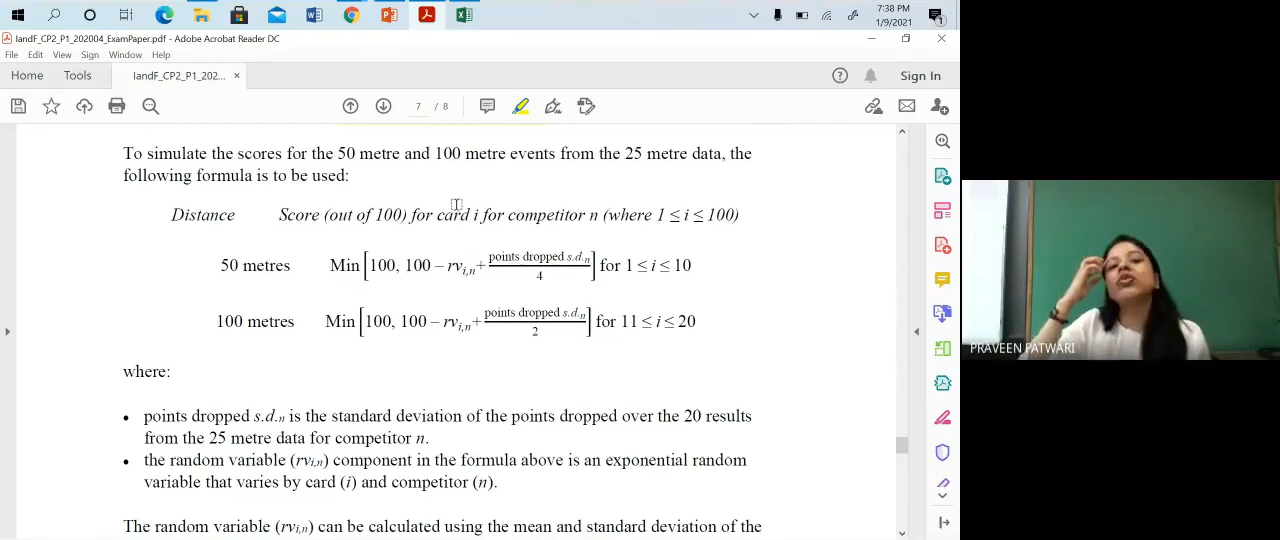 7:38 PM
1/9/2021
IandF_CP2_P1_202004_ExamPaper.pdf - Adobe Acrobat Reader DC
File Edit View Sign Window Help
Home Tools IandF_CP2_P1_202... × Sign In
7 / 8
To simulate the scores for the 50 metre and 100 metre events from the 25 metre data, the
following formula is to be used:
Distance Score (out of 100) for card i for competitor n (where 1 ≤ i ≤ 100)
50 metres Min [100, 100 – rv_{i,n} + (points dropped s.d._n)/4] for 1 ≤ i ≤ 10
100 metres Min [100, 100 – rv_{i,n} + (points dropped s.d._n)/2] for 11 ≤ i ≤ 20
where:
• points dropped s.d._n is the standard deviation of the points dropped over the 20 results
from the 25 metre data for competitor n.
• the random variable (rv_{i,n}) component in the formula above is an exponential random
variable that varies by card (i) and competitor (n).
The random variable (rv_{i,n}) can be calculated using the mean and standard deviation of the
PRAVEEN PATWARI